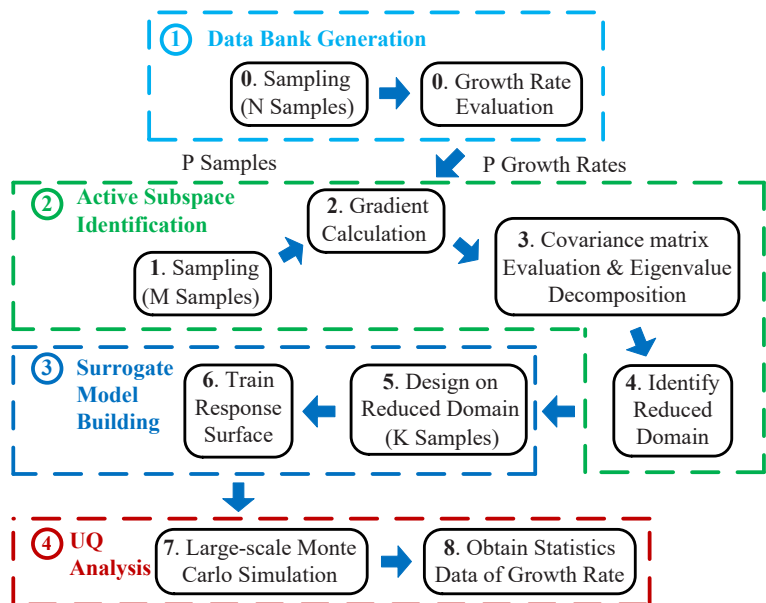 1 Data Bank Generation
0. Sampling
(N Samples)
0. Growth Rate
Evaluation
P Samples
P Growth Rates
2 Active Subspace
Identification
1. Sampling
(M Samples)
2. Gradient
Calculation
3. Covariance matrix
Evaluation & Eigenvalue
Decomposition
4. Identify
Reduced
Domain
3 Surrogate
Model
Building
5. Design on
Reduced Domain
(K Samples)
6. Train
Response
Surface
4 UQ
Analysis
7. Large-scale Monte
Carlo Simulation
8. Obtain Statistics
Data of Growth Rate